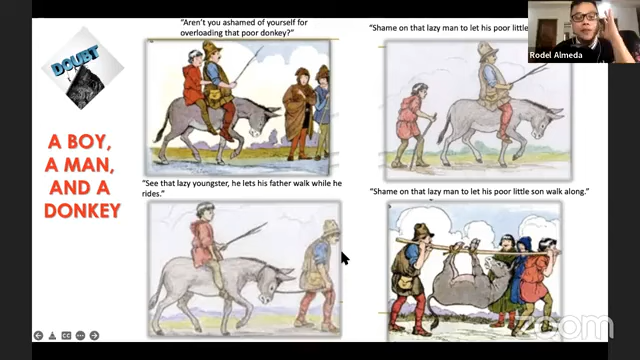 "Aren't you ashamed of yourself for
overloading that poor donkey?"
"Shame on that lazy man to let his poor little
Rodel Almeda
DOUBT
A BOY,
A MAN,
AND A
DONKEY
"See that lazy youngster, he lets his father walk while he
rides."
"Shame on that lazy man to let his poor little son walk along."
CC
zoom